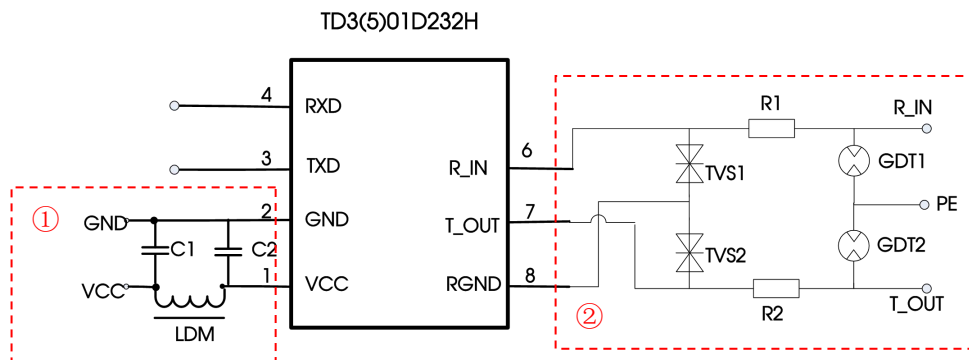 TD3(5)01D232H
4 RXD
3 TXD
2 GND
1 VCC
R_IN 6
T_OUT 7
RGND 8
①
GND
C1
C2
VCC
LDM
R1
R_IN
TVS1
GDT1
PE
TVS2
GDT2
②
R2
T_OUT